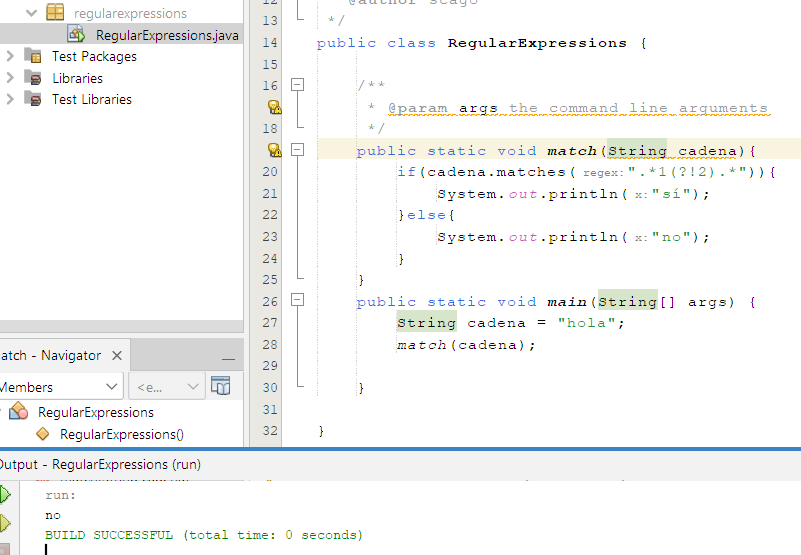 regularexpressions
RegularExpressions.java
Test Packages
Libraries
Test Libraries
atch - Navigator ×
Members
<e...
RegularExpressions
RegularExpressions()
12 @author
13 */
14 public class RegularExpressions {
15
16 /**
* @param args the command line arguments
18 */
public static void match(String cadena){
20 if(cadena.matches( regex: ".*1(?!2).*")){
21 System.out.println( x: "sí");
22 }else{
23 System.out.println( x: "no");
24 }
25 }
26 public static void main(String[] args) {
27 String cadena = "hola";
28 match(cadena);
29
30 }
31
32 }
Output - RegularExpressions (run)
run:
no
BUILD SUCCESSFUL (total time: 0 seconds)